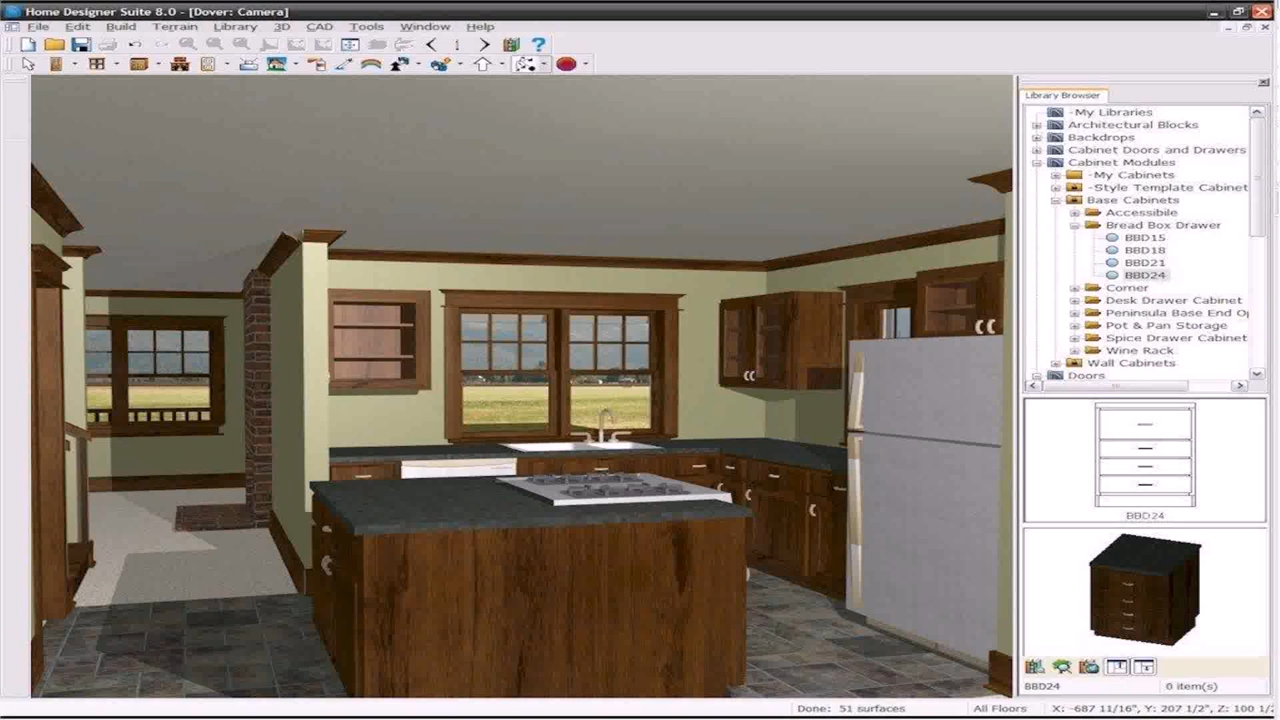 Home Designer Suite 8.0 - [Dover: Camera]
File Edit Build Terrain Library 3D CAD Tools Window Help
Library Browser
-My Libraries
Architectural Blocks
Backdrops
Cabinet Doors and Drawers
Cabinet Modules
-My Cabinets
-Style Template Cabinet
Base Cabinets
Accessibile
Bread Box Drawer
BBD15
BBD18
BBD21
BBD24
Corner
Desk Drawer Cabinet
Peninsula Base End O
Pot & Pan Storage
Spice Drawer Cabinet
Wine Rack
Wall Cabinets
Doors
BBD24
BBD24 0 item(s)
Done: 51 surfaces All Floors X: -687 11/16", Y: 207 1/2", Z: 100 1/